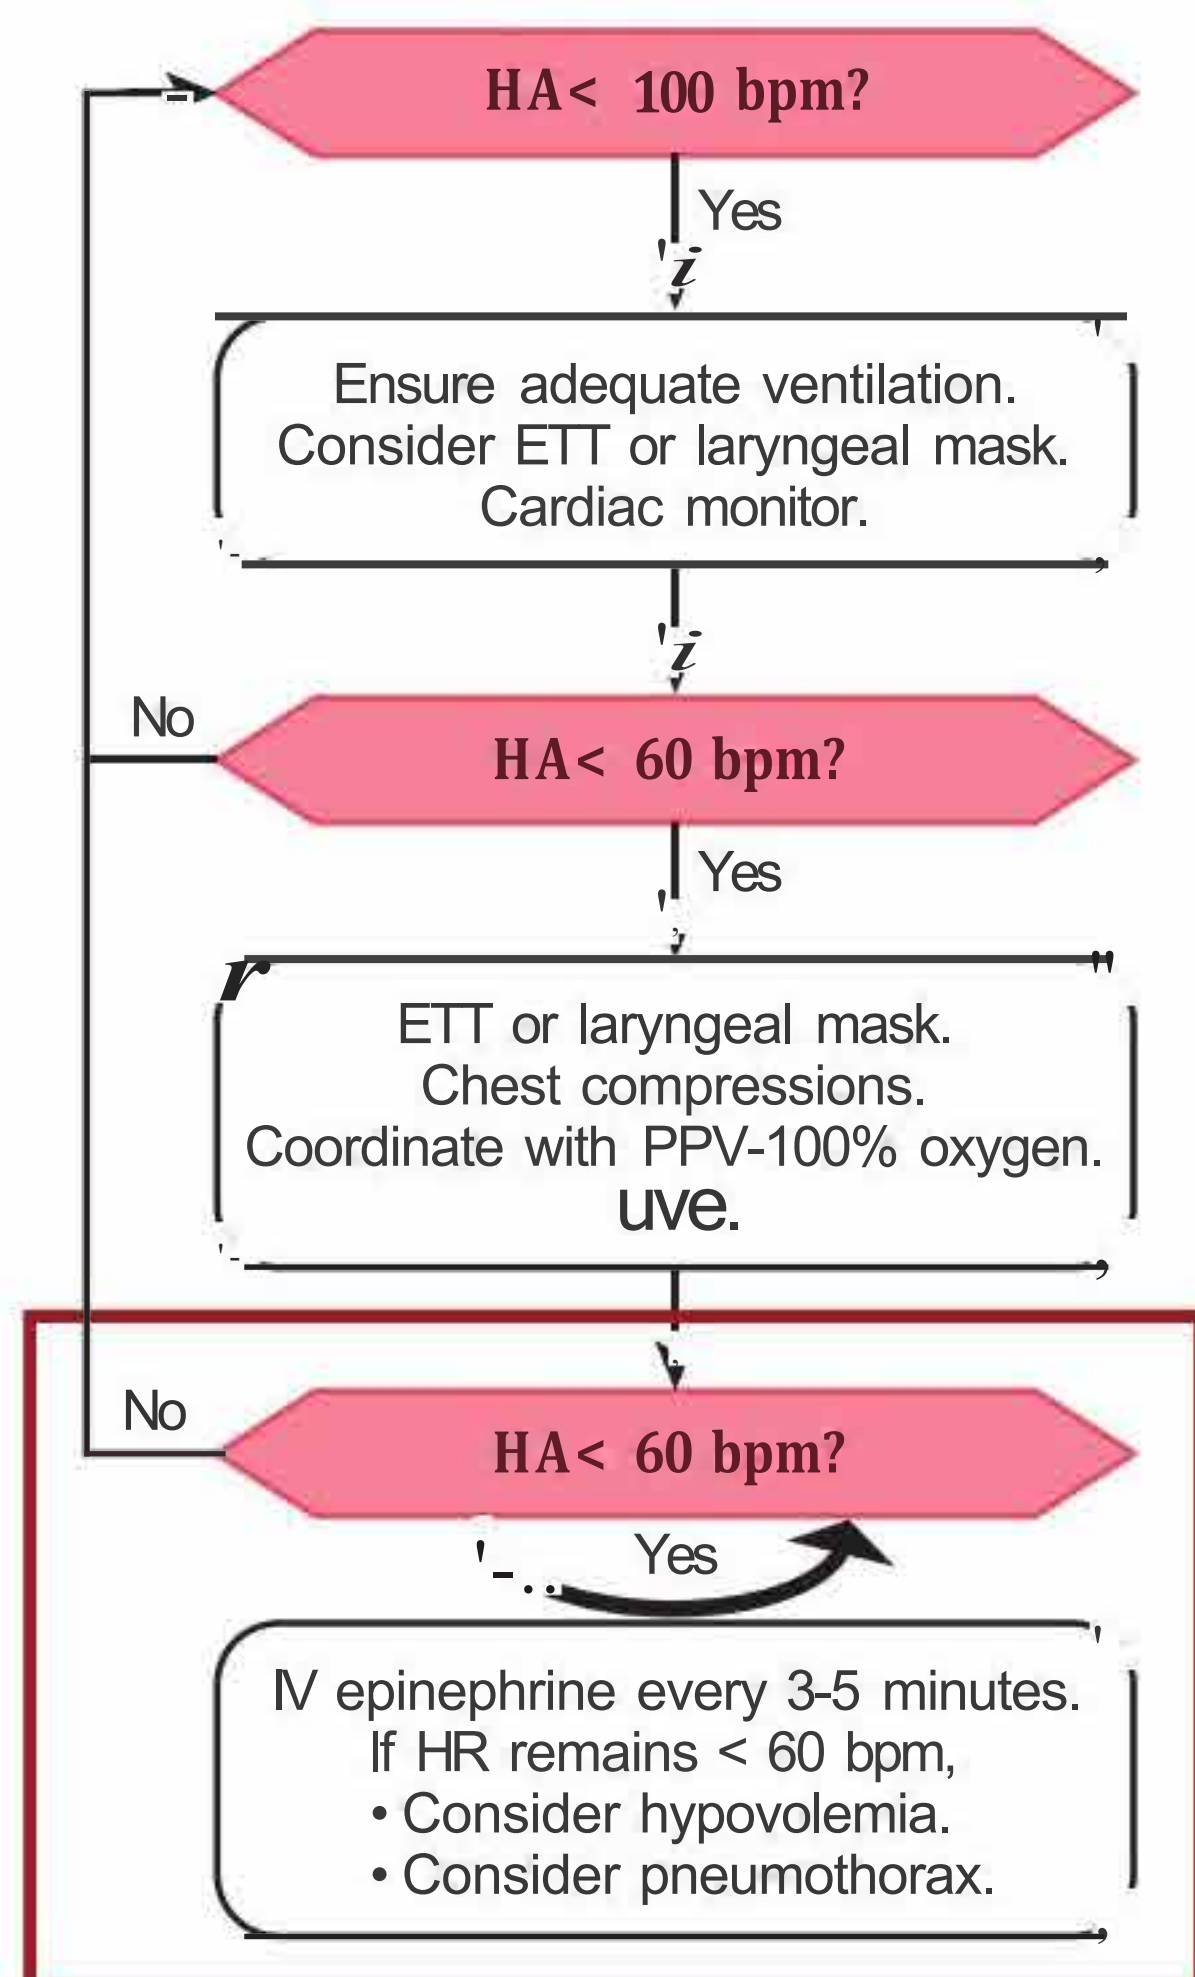 HA< 100 bpm?
Yes
Ensure adequate ventilation.
Consider ETT or laryngeal mask.
Cardiac monitor.
No
HA< 60 bpm?
Yes
ETT or laryngeal mask.
Chest compressions.
Coordinate with PPV-100% oxygen.
uve.
No
HA< 60 bpm?
Yes
IV epinephrine every 3-5 minutes.
If HR remains < 60 bpm,
• Consider hypovolemia.
• Consider pneumothorax.